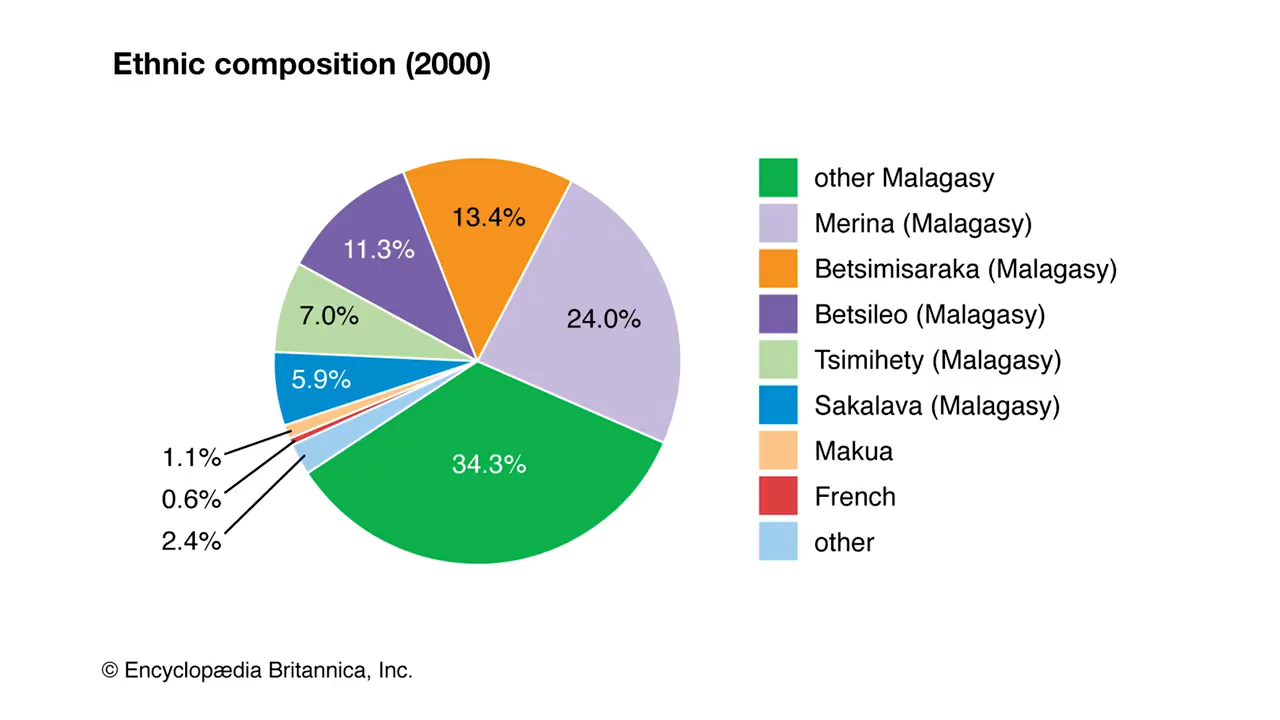 Ethnic composition (2000)
13.4%
11.3%
24.0%
7.0%
5.9%
1.1%
0.6%
2.4%
34.3%
other Malagasy
Merina (Malagasy)
Betsimisaraka (Malagasy)
Betsileo (Malagasy)
Tsimihety (Malagasy)
Sakalava (Malagasy)
Makua
French
other
© Encyclopædia Britannica, Inc.